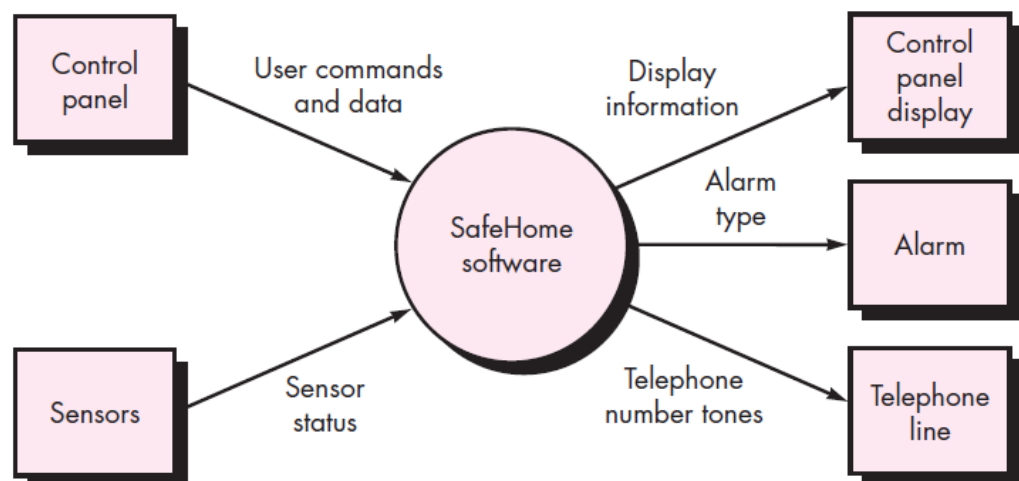 Control
panel
User commands
and data
Display
information
Control
panel
display
SafeHome
software
Alarm
type
Alarm
Sensors
Sensor
status
Telephone
number tones
Telephone
line